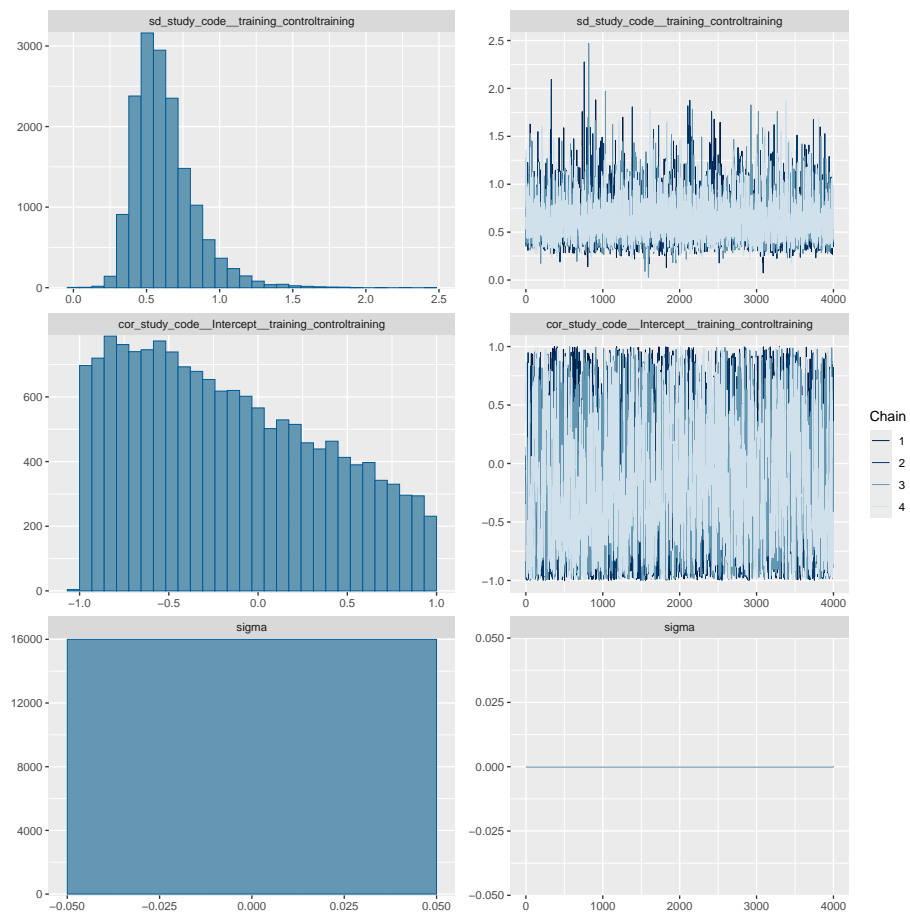 sd_study_code__training_controltraining
3000
2000
1000
0
0.0 0.5 1.0 1.5 2.0 2.5
sd_study_code__training_controltraining
2.5
2.0
1.5
1.0
0.5
0.0
0 1000 2000 3000 4000
cor_study_code__Intercept__training_controltraining
600
400
200
0
−1.0 −0.5 0.0 0.5 1.0
cor_study_code__Intercept__training_controltraining
1.0
0.5
0.0
−0.5
−1.0
0 1000 2000 3000 4000
Chain
1
2
3
4
sigma
16000
12000
8000
4000
0
−0.050 −0.025 0.000 0.025 0.050
sigma
0.050
0.025
0.000
−0.025
−0.050
0 1000 2000 3000 4000